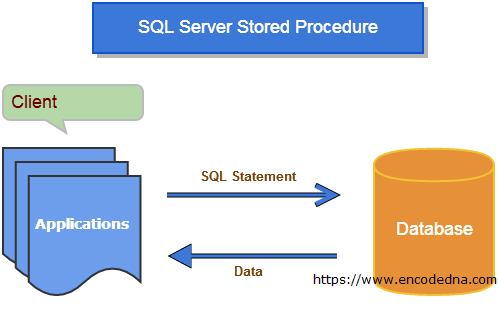 SQL Server Stored Procedure
Client
SQL Statement
Applications
Database
Data
https://www.encodedna.com